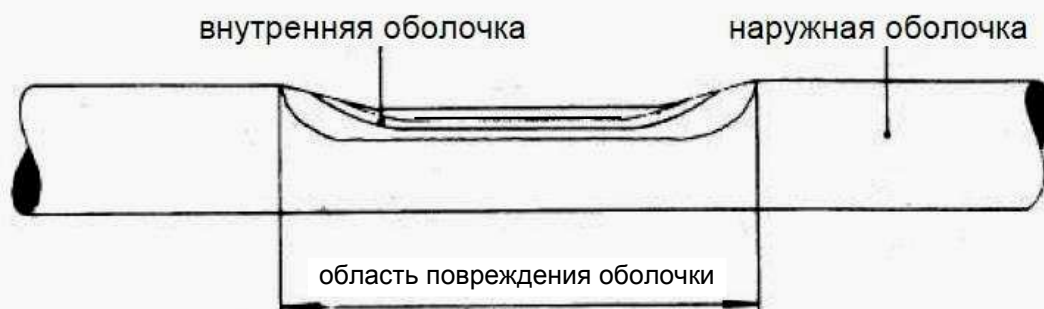 внутренняя оболочка
наружная оболочка
область повреждения оболочки